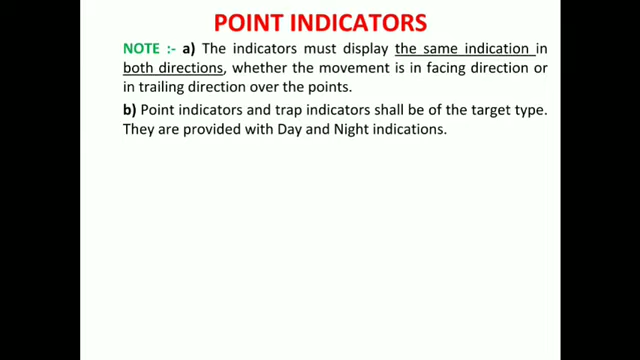 POINT INDICATORS
NOTE :- a) The indicators must display the same indication in
both directions, whether the movement is in facing direction or
in trailing direction over the points.
b) Point indicators and trap indicators shall be of the target type.
They are provided with Day and Night indications.